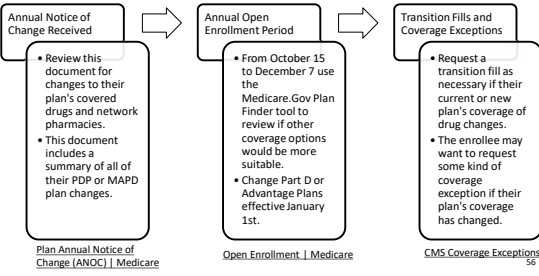 Annual Notice of
Change Received
• Review this
document for
changes to their
plan's covered
drugs and network
pharmacies.
• This document
includes a
summary of all of
their PDP or MAPD
plan changes.
Plan Annual Notice of
Change (ANOC) | Medicare
Annual Open
Enrollment Period
• From October 15
to December 7 use
the
Medicare.Gov Plan
Finder tool to
review if other
coverage options
would be more
suitable.
• Change Part D or
Advantage Plans
effective January
1st.
Open Enrollment | Medicare
Transition Fills and
Coverage Exceptions
• Request a
transition fill as
necessary if their
current or new
plan's coverage of
drug changes.
• The enrollee may
want to request
some kind of
coverage
exception if their
plan's coverage
has changed.
CMS Coverage Exceptions
56